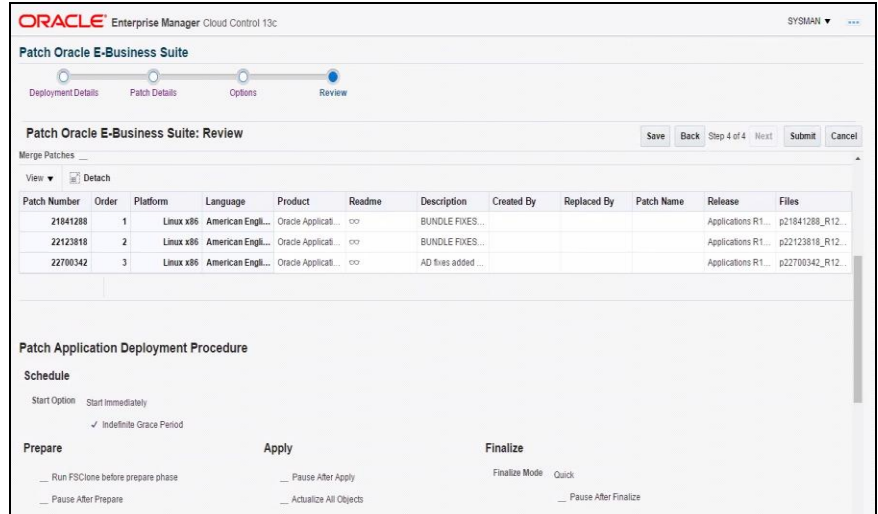 ORACLE Enterprise Manager Cloud Control 13c SYSMAN
Patch Oracle E-Business Suite
Deployment Details Patch Details Options Review
Patch Oracle E-Business Suite: Review Save Back Step 4 of 4 Next Submit Cancel
Merge Patches
View Detach
Patch Number Order Platform Language Product Readme Description Created By Replaced By Patch Name Release Files
21841288 1 Linux x86 American Engli... Oracle Applicati... BUNDLE FIXES... Applications R1... p21841288_R12...
22123818 2 Linux x86 American Engli... Oracle Applicati... BUNDLE FIXES... Applications R1... p22123818_R12...
22700342 3 Linux x86 American Engli... Oracle Applicati... AD fixes added ... Applications R1... p22700342_R12...
Patch Application Deployment Procedure
Schedule
Start Option Start Immediately
✓ Indefinite Grace Period
Prepare Apply Finalize
__ Run FSClone before prepare phase __ Pause After Apply Finalize Mode Quick
__ Pause After Prepare __ Actualize All Objects __ Pause After Finalize